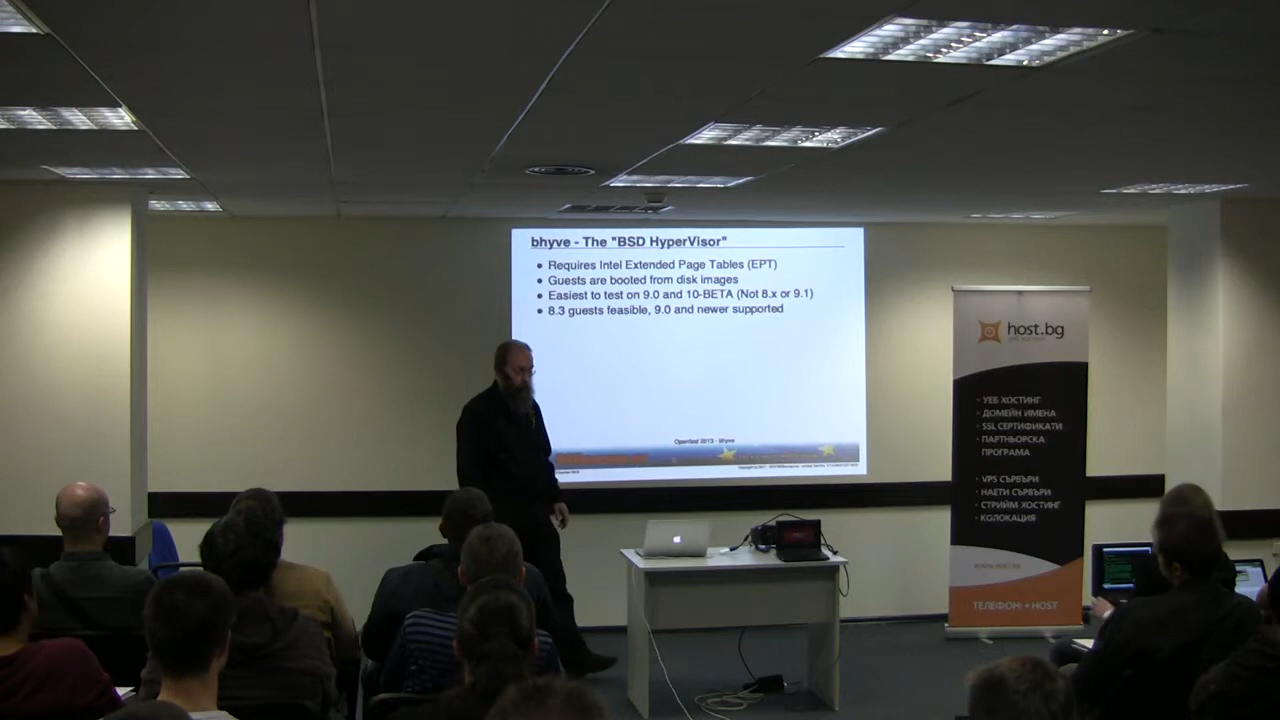 bhyve - The "BSD HyperVisor"
● Requires Intel Extended Page Tables (EPT)
● Guests are booted from disk images
● Easiest to test on 9.0 and 10-BETA (Not 8.x or 9.1)
● 8.3 guests feasible, 9.0 and newer supported
Openfest 2013 - bhyve
host.bg
• УЕБ ХОСТИНГ
• ДОМЕЙН ИМЕНА
• SSL СЕРТИФИКАТИ
• ПАРТНЬОРСКА
ПРОГРАМА
• VPS СЪРВЪРИ
• НАЕТИ СЪРВЪРИ
• СТРИЙМ ХОСТИНГ
• КОЛОКАЦИЯ
ТЕЛЕФОН: • HOST